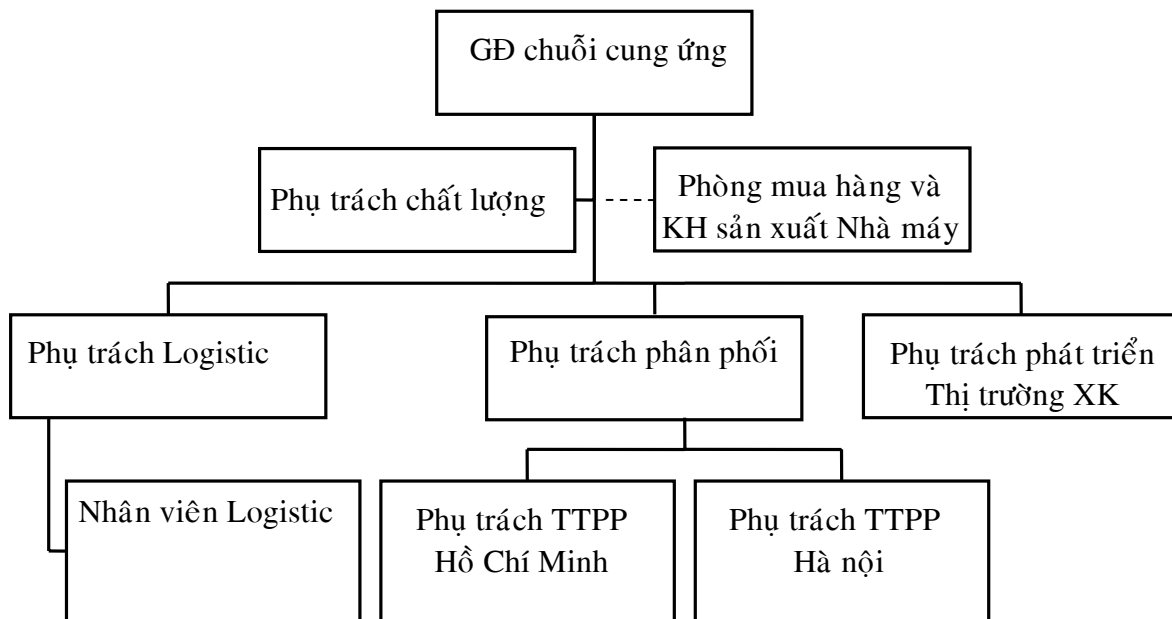 GĐ chuỗi cung ứng
Phụ trách chất lượng
Phòng mua hàng và
KH sản xuất Nhà máy
Phụ trách Logistic
Phụ trách phân phối
Phụ trách phát triển
Thị trường XK
Nhân viên Logistic
Phụ trách TTPP
Hồ Chí Minh
Phụ trách TTPP
Hà nội